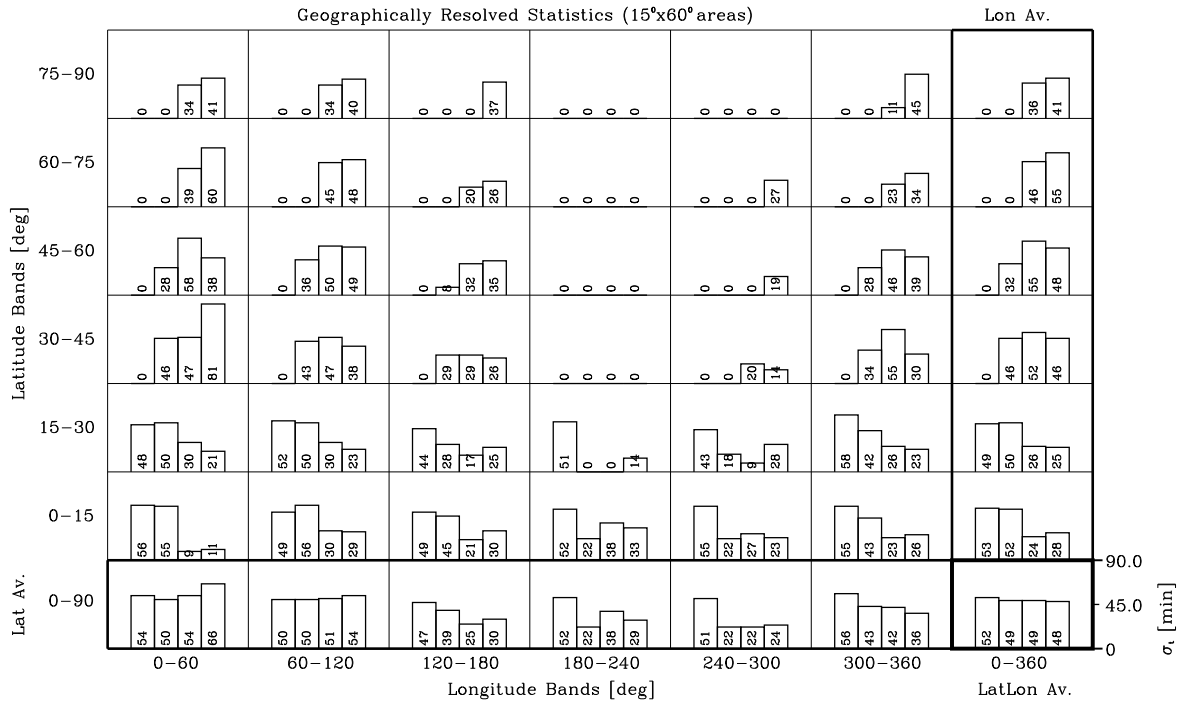 Geographically Resolved Statistics (15⁰x60⁰ areas) Lon Av.
75−90 0 0 34 41 0 0 34 40 0 0 0 37 0 0 0 0 0 0 0 0 0 0 11 45 0 0 36 41
60−75 0 0 39 60 0 0 45 48 0 0 20 26 0 0 0 0 0 0 0 27 0 0 23 34 0 0 46 55
45−60 0 28 58 38 0 36 50 49 0 8 32 35 0 0 0 0 0 0 0 19 0 28 46 39 0 32 55 48
30−45 0 46 47 81 0 43 47 38 0 29 29 26 0 0 0 0 0 0 20 14 0 34 55 30 0 46 52 46
15−30 48 50 30 21 52 50 30 23 44 28 17 25 51 0 0 14 43 18 9 28 58 42 26 23 49 50 26 25
0−15 56 55 9 11 49 56 30 29 49 45 21 30 52 22 38 33 55 22 27 23 55 43 23 26 53 52 24 28
0−90 54 50 54 66 50 50 51 54 47 39 25 30 52 22 38 29 51 22 22 24 56 43 42 36 52 49 49 48
Latitude Bands [deg]
Lat Av.
90.0
45.0
0
σι [min]
0−60 60−120 120−180 180−240 240−300 300−360 0−360
Longitude Bands [deg] LatLon Av.